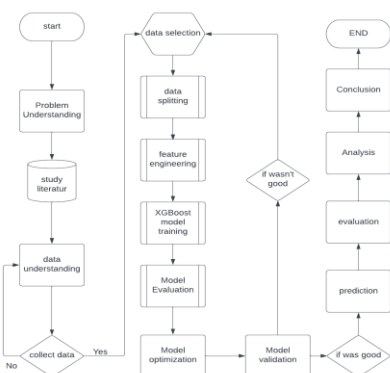 start
Problem
Understanding
study
literatur
data
understanding
collect data
No
Yes
data selection
data
splitting
feature
engineering
XGBoost
model
training
Model
Evaluation
Model
optimization
Model
validation
if wasn't
good
if was good
prediction
evaluation
Analysis
Conclusion
END